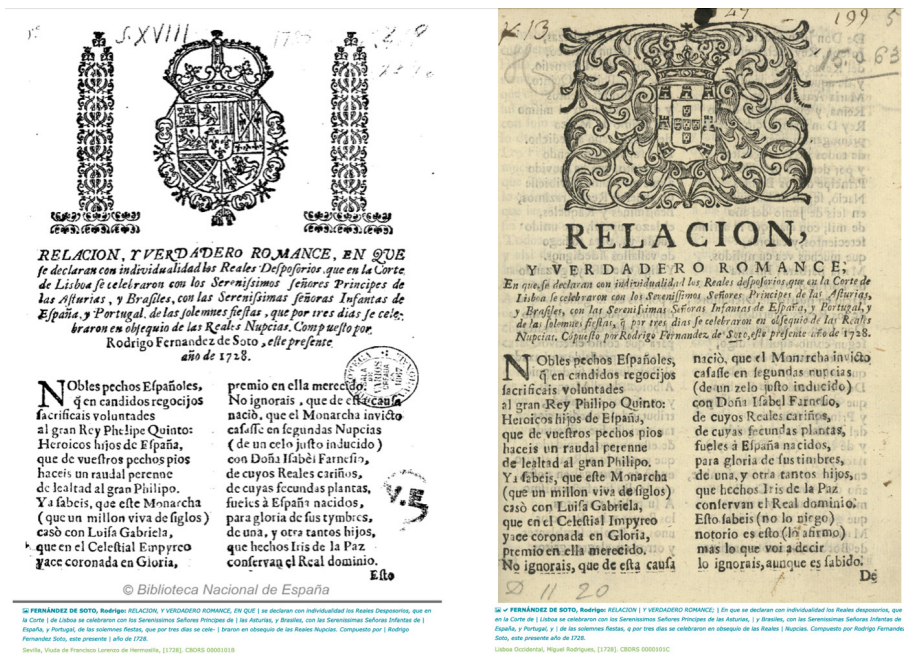 S. XVIII
RELACION, Y VERDADERO ROMANCE, EN QUE
ſe declaran con individualidad los Reales Deſpoſorios, que en la Corte
de Lisboa ſe celebraron con los Sereniſsimos ſeñores Principes de
las Aſturias, y Braſiles, con las Sereniſsimas ſeñoras Infantas de
Eſpaña, y Portugal, de las ſolemnes fieſtas, que por tres dias ſe cele-
braron en obſequio de las Reales Nupcias. Compueſto por
Rodrigo Fernandez de Soto, eſte preſente
año de 1728.
NObles pechos Eſpañoles,
q̃ en candidos regocijos
ſacrificais voluntades
al gran Rey Phelipe Quinto:
Heroicos hijos de Eſpaña,
que de vueſtros pechos pios
haceis un raudal perenne
de lealtad al gran Philipo.
Ya ſabeis, que eſte Monarcha
(que un millon viva de ſiglos)
casò con Luiſa Gabriela,
que en el Celeſtial Empyreo
yace coronada en Gloria,
premio en ella merecido.
No ignorais, que de eſta cauſa
naciò, que el Monarcha invicto
caſaſſe en ſegundas Nupcias
(de un celo juſto inducido)
con Doña Iſabèl Farneſio,
de cuyos Reales cariños,
de cuyas fecundas plantas,
fueles à Eſpaña nacidos,
para gloria de ſus tymbres,
de una, y otra tantos hijos,
que hechos Iris de la Paz
conſervan el Real dominio.
Eſto
V.E
© Biblioteca Nacional de España
FERNÁNDEZ DE SOTO, Rodrigo: RELACION, Y VERDADERO ROMANCE, EN QUE | se declaran con individualidad los Reales Desposorios, que en
la Corte | de Lisboa se celebraron con los Serenissimos señores Principes de | las Asturias, y Brasiles, con las Serenissimas señoras Infantas de |
España, y Portugal, de las solemnes fiestas, que por tres dias se cele- | braron en obsequio de las Reales Nupcias. Compuesto por | Rodrigo
Fernandez de Soto, este presente | año de 1728.
Sevilla, Viuda de Francisco Lorenzo de Hermosilla, [1728]. CBDRS 0000101B
K13
199 5
RELACION,
Y VERDADERO ROMANCE;
En que, ſe declaran con individualidad los Reales deſpoſorios, que en la Corte de
Lisboa ſe celebraron con los Sereniſſimos Señores Principes de las Aſturias,
y Braſiles, con las Sereniſſimas Señoras Infantas de Eſpaña, y Portugal, y
de las ſolemnes fieſtas, q̃ por tres dias ſe celebraron en obſequio de las Reales
Nupcias. Cōpueſto por Rodrigo Fernandez de Soto, eſte preſente año de 1728.
NObles pechos Eſpañoles,
q̃ en candidos regocijos
ſacrificais voluntades
al gran Rey Philipo Quinto:
Heroicos hijos de Eſpaña,
que de vueſtros pechos pios
haceis un raudal perenne
de lealtad al gran Philipo.
Ya ſabeis, que eſte Monarcha
(que un millon viva de ſiglos)
casò con Luiſa Gabriela,
que en el Celeſtial Impyreo
yace coronada en Gloria,
premio en ella merecido.
No ignorais, que de eſta cauſa
naciò, que el Monarcha invicto
caſaſſe en ſegundas nupcias
(de un zelo juſto inducido)
con Doña Iſabel Farneſio,
de cuyos Reales cariños,
de cuyas fecundas plantas,
fueles à Eſpaña nacidos,
para gloria de ſus timbres,
de una, y otra tantos hijos,
que hechos Iris de la Paz
conſervan el Real dominio.
Eſto ſabeis (no lo niego)
notorio es eſto (lo afirmo)
mas lo que voi a decir
lo ignorais, aunque es ſabido.
De
D 11 20
FERNÁNDEZ DE SOTO, Rodrigo: RELACION | Y VERDADERO ROMANCE; | En que | se declaran con individualidad los Reales desposorios, que
en la Corte de | Lisboa se celebraron con los Serenissimos Señores Principes de las Asturias, | y Brasiles, con las Serenissimas Señoras Infantas de
España, y Portugal, y | de las solemnes fiestas, q por tres dias se celebraron en obsequio de las Reales | Nupcias. Compuesto por Rodrigo Fernandez
Soto, este presente año de 1728.
Lisboa Occidental, Miguel Rodrigues, [1728]. CBDRS 0000101C